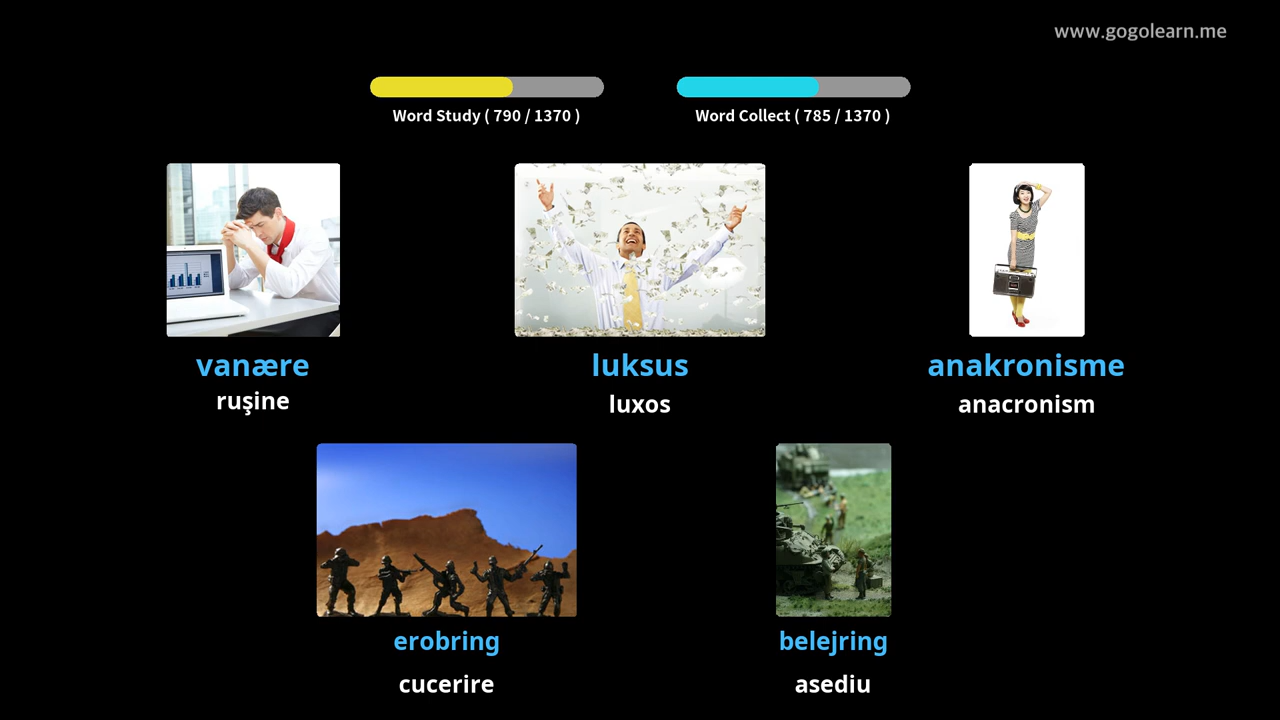 www.gogolearn.me
Word Study ( 790 / 1370 )
Word Collect ( 785 / 1370 )
vanære
luksus
anakronisme
ruşine
luxos
anacronism
erobring
belejring
cucerire
asediu